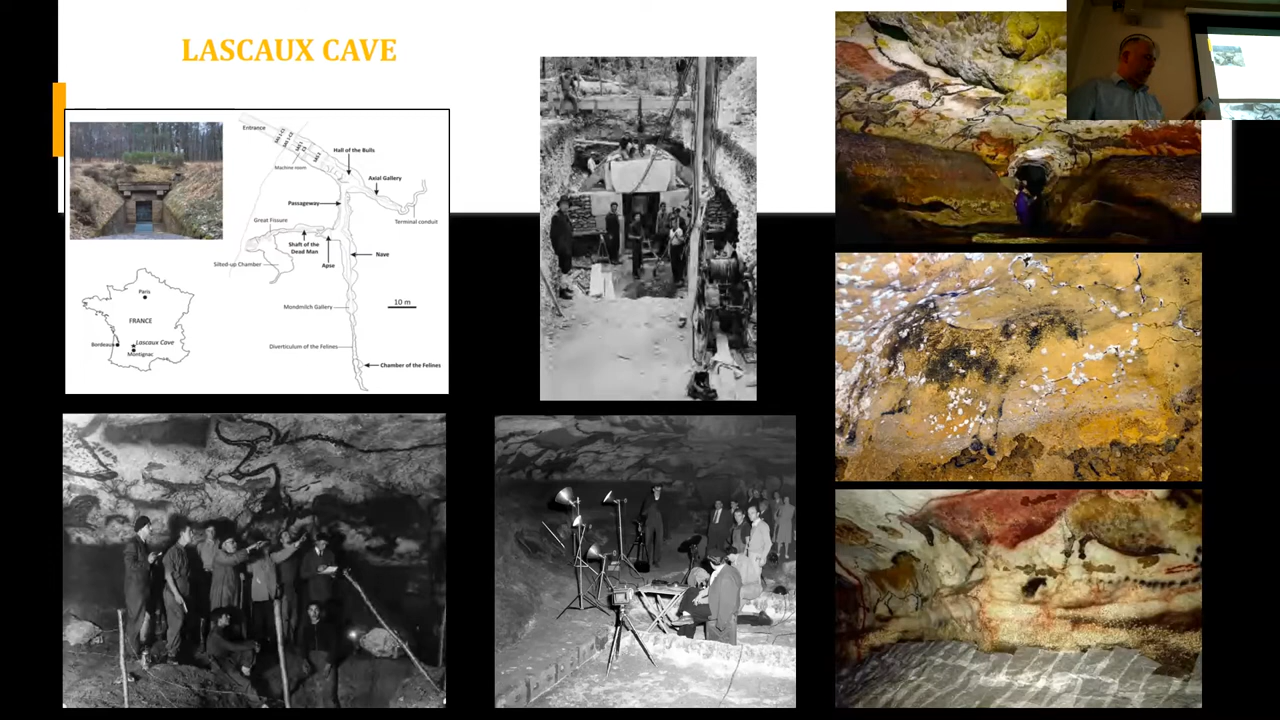 LASCAUX CAVE
Entrance
Machine room
Hall of the Bulls
Axial Gallery
Passageway
Terminal conduit
Great Fissure
Shaft of the
Dead Man
Silted-up Chamber
Apse
Nave
10 m
Mondmilch Gallery
Diverticulum of the Felines
Chamber of the Felines
Paris
FRANCE
Bordeaux
Lascaux Cave
Montignac